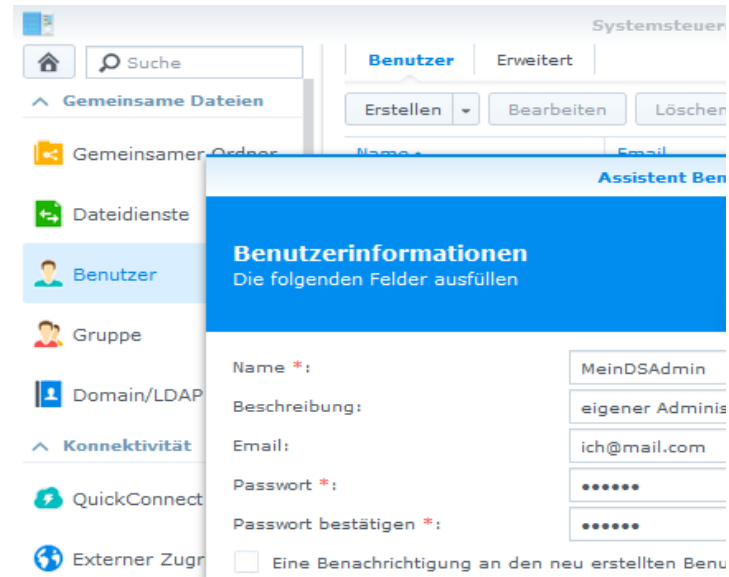 Systemsteuer
Suche
Benutzer Erweitert
Gemeinsame Dateien
Erstellen Bearbeiten Löschen
Gemeinsamer Ordner
Name Email
Assistent Ben
Dateidienste
Benutzerinformationen
Benutzer
Die folgenden Felder ausfüllen
Gruppe
Name *: MeinDSAdmin
Domain/LDAP
Beschreibung: eigener Adminis
Konnektivität
Email: ich@mail.com
Passwort *: ••••••
QuickConnect
Passwort bestätigen *: ••••••
Externer Zugr
Eine Benachrichtigung an den neu erstellten Benu